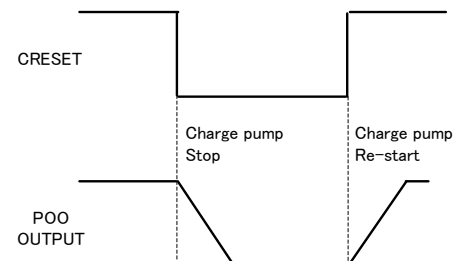 CRESET
Charge pump
Stop
Charge pump
Re-start
POO
OUTPUT